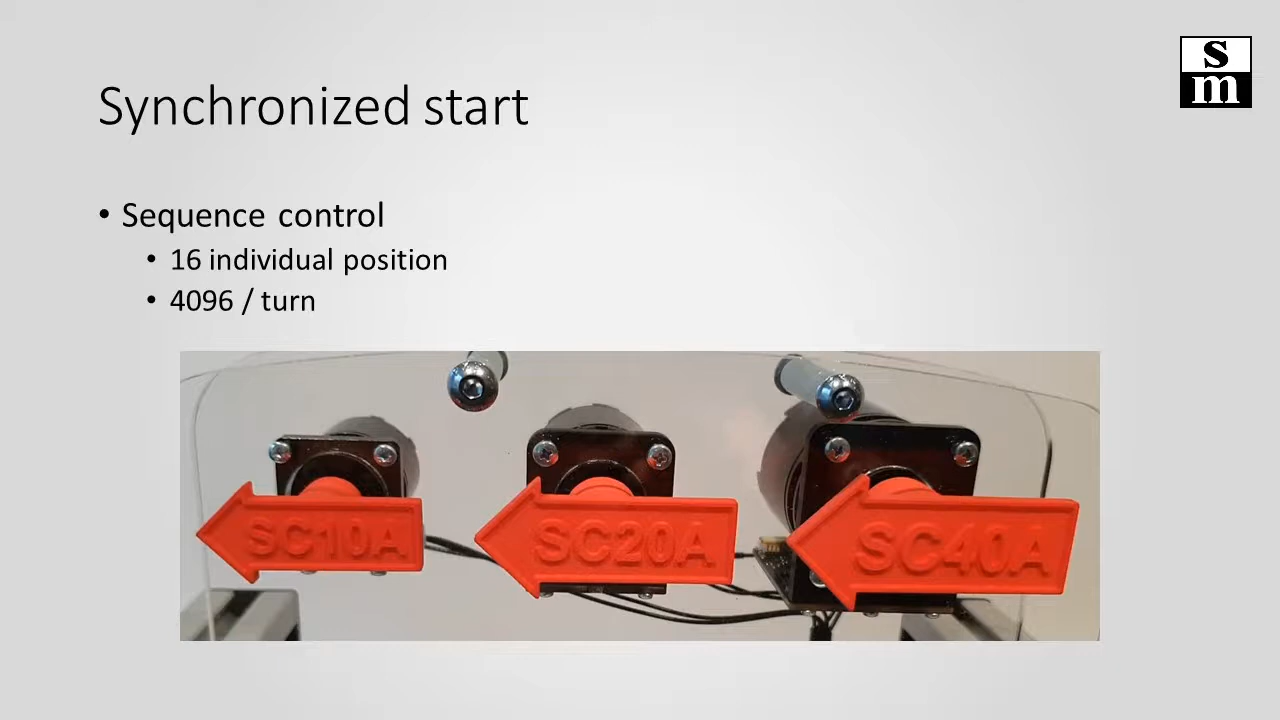 s
m
Synchronized start
• Sequence control
• 16 individual position
• 4096 / turn
SC10A
SC20A
SC40A